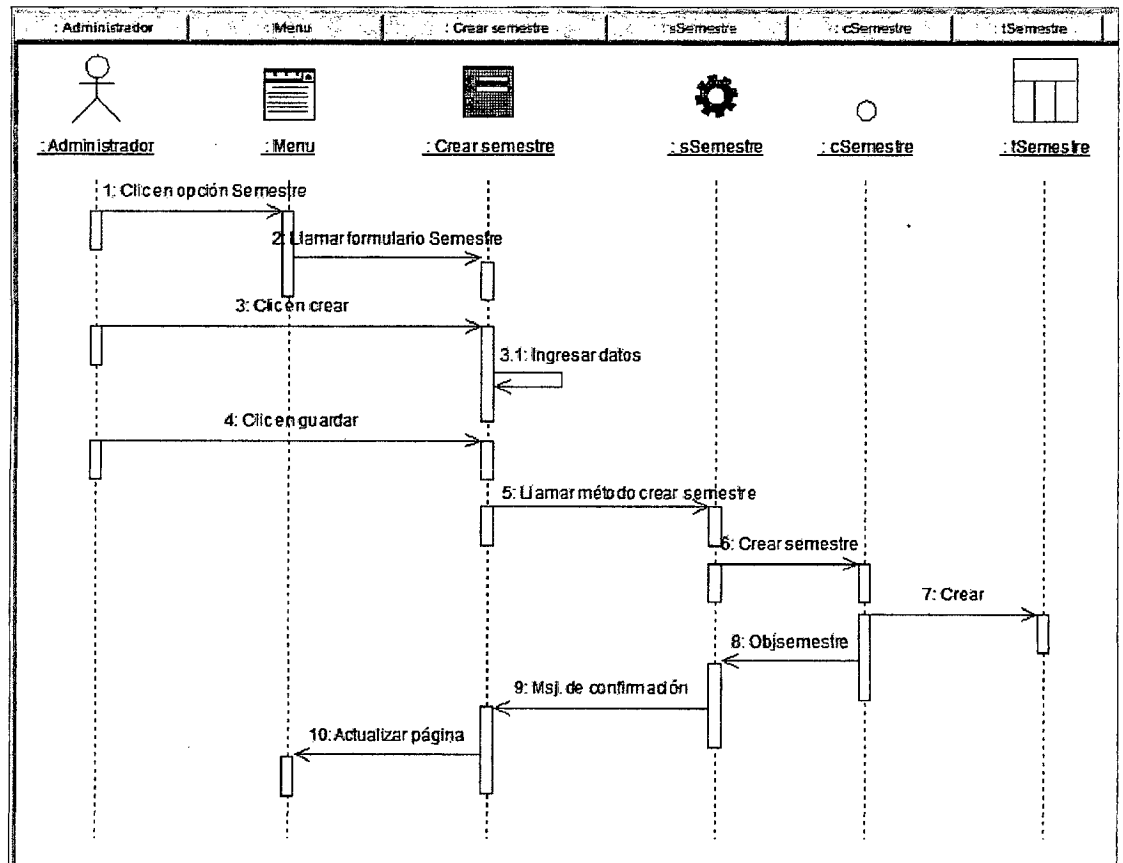 : Administrador : Menu : Crear semestre : sSemestre : cSemestre : tSemestre
: Administrador : Menu : Crear semestre : sSemestre : cSemestre : tSemestre
1: Clic en opción Semestre
2: Llamar formulario Semestre
3: Clic en crear
3.1: Ingresar datos
4: Clic en guardar
5: Llamar método crear semestre
6: Crear semestre
7: Crear
8: Objsemestre
9: Msj. de confirmación
10: Actualizar página